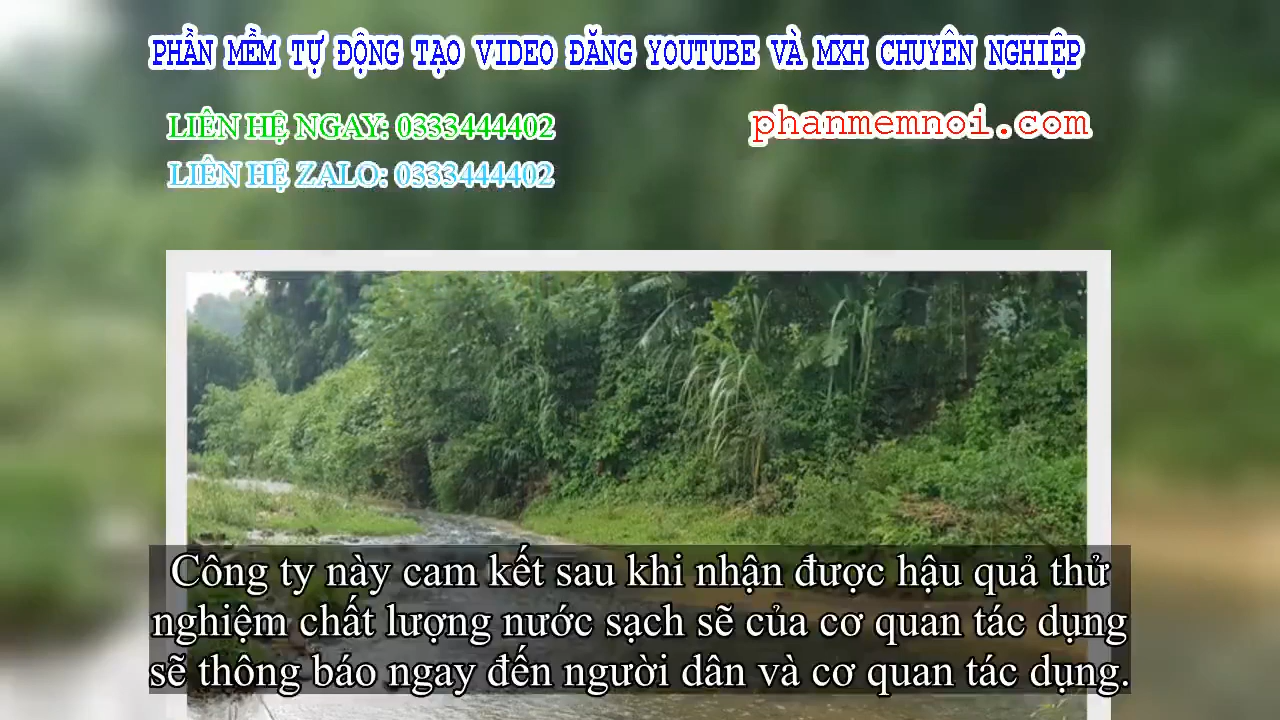 PHẦN MỀM TỰ ĐỘNG TẠO VIDEO ĐĂNG YOUTUBE VÀ MXH CHUYÊN NGHIỆP
LIÊN HỆ NGAY: 0333444402
phanmemnoi.com
LIÊN HỆ ZALO: 0333444402
Công ty này cam kết sau khi nhận được hậu quả thử
nghiệm chất lượng nước sạch sẽ của cơ quan tác dụng
sẽ thông báo ngay đến người dân và cơ quan tác dụng.